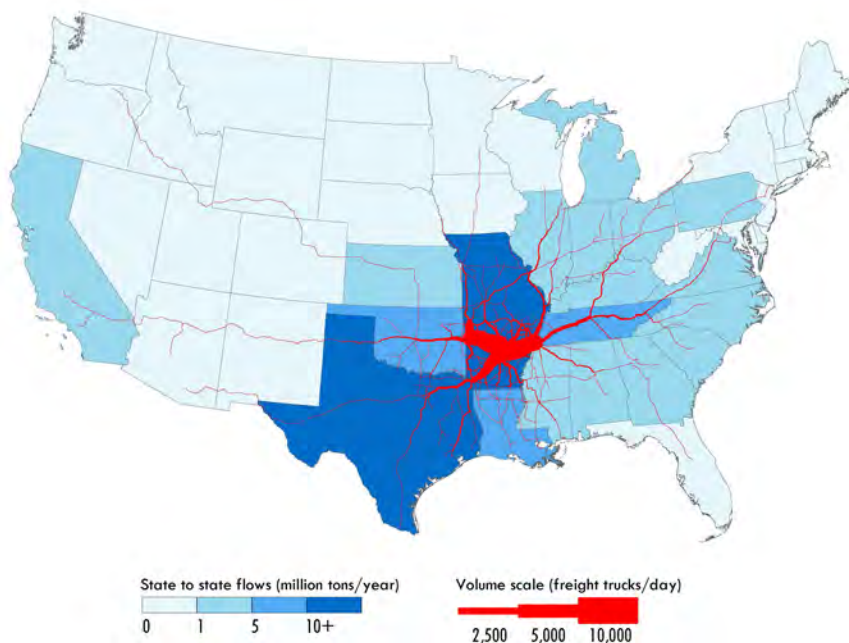 State to state flows (million tons/year)
0 1 5 10+
Volume scale (freight trucks/day)
2,500 5,000 10,000